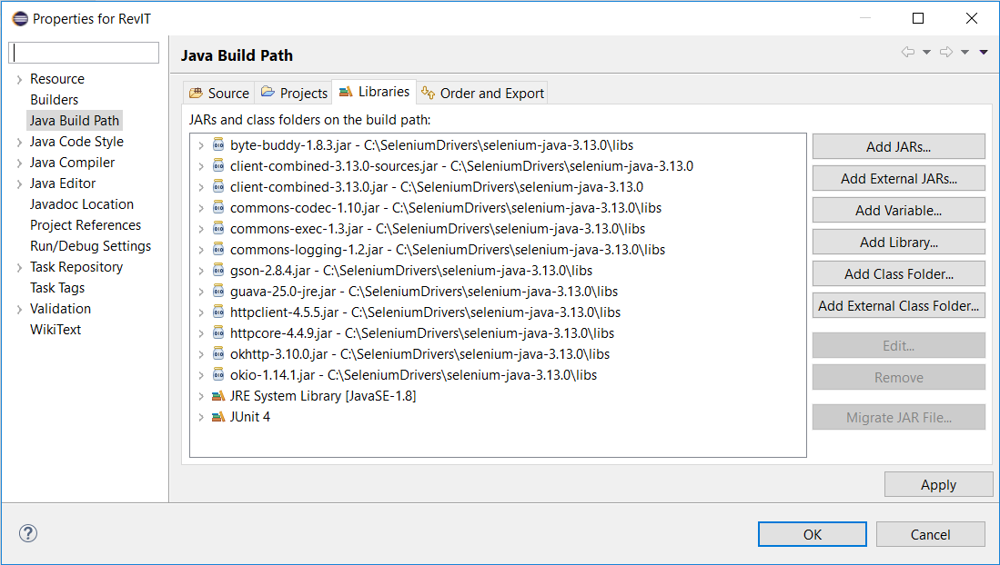 Properties for RevIT
Resource
Builders
Java Build Path
Java Code Style
Java Compiler
Java Editor
Javadoc Location
Project References
Run/Debug Settings
Task Repository
Task Tags
Validation
WikiText
Java Build Path
Source
Projects
Libraries
Order and Export
JARs and class folders on the build path:
byte-buddy-1.8.3.jar - C:\SeleniumDrivers\selenium-java-3.13.0\libs
client-combined-3.13.0-sources.jar - C:\SeleniumDrivers\selenium-java-3.13.0
client-combined-3.13.0.jar - C:\SeleniumDrivers\selenium-java-3.13.0
commons-codec-1.10.jar - C:\SeleniumDrivers\selenium-java-3.13.0\libs
commons-exec-1.3.jar - C:\SeleniumDrivers\selenium-java-3.13.0\libs
commons-logging-1.2.jar - C:\SeleniumDrivers\selenium-java-3.13.0\libs
gson-2.8.4.jar - C:\SeleniumDrivers\selenium-java-3.13.0\libs
guava-25.0-jre.jar - C:\SeleniumDrivers\selenium-java-3.13.0\libs
httpclient-4.5.5.jar - C:\SeleniumDrivers\selenium-java-3.13.0\libs
httpcore-4.4.9.jar - C:\SeleniumDrivers\selenium-java-3.13.0\libs
okhttp-3.10.0.jar - C:\SeleniumDrivers\selenium-java-3.13.0\libs
okio-1.14.1.jar - C:\SeleniumDrivers\selenium-java-3.13.0\libs
JRE System Library [JavaSE-1.8]
JUnit 4
Add JARs...
Add External JARs...
Add Variable...
Add Library...
Add Class Folder...
Add External Class Folder...
Edit...
Remove
Migrate JAR File...
Apply
?
OK
Cancel